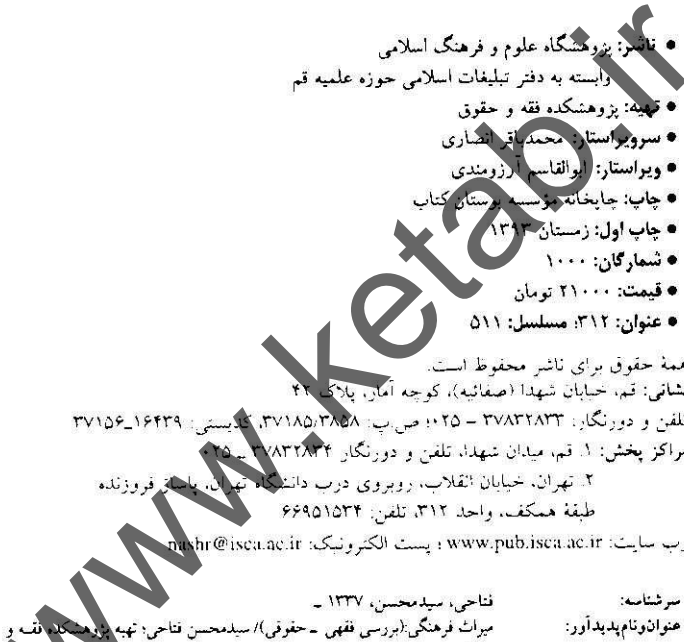 ● ناشر: پژوهشگاه علوم و فرهنگ اسلامی
وابسته به دفتر تبلیغات اسلامی حوزه علمیه قم
● تهیه: پژوهشکده فقه و حقوق
● سرویراستار: محمدباقر انصاری
● ویراستار: ابوالقاسم آرزومندی
● چاپ: چاپخانه مؤسسه بوستان کتاب
● چاپ اول: زمستان ۱۳۹۳
● شمارگان: ۱۰۰۰
● قیمت: ۲۱۰۰۰ تومان
● عنوان: ۳۱۲؛ مسلسل: ۵۱۱
همهٔ حقوق برای ناشر محفوظ است.
نشانی: قم، خیابان شهدا (صفائیه)، کوچه آمار، پلاک ۴۲
تلفن و دورنگار: ۳۷۸۳۲۸۳۳ – ۰۲۵؛ ص.پ: ۳۷۱۸۵/۳۸۵۸، کدپستی: ۱۶۴۳۹_۳۷۱۵۶
مراکز پخش: ۱. قم، میدان شهدا، تلفن و دورنگار ۳۷۸۳۲۸۳۴ – ۰۲۵
۲. تهران، خیابان انقلاب، روبروی درب دانشگاه تهران، پاساژ فروزنده
طبقهٔ همکف، واحد ۳۱۲، تلفن: ۶۶۹۵۱۵۳۴
وب سایت: www.pub.isca.ac.ir ؛ پست الکترونیک: nashr@isca.ac.ir
سرشناسه: فتاحی، سیدمحسن، ۱۳۳۷ _
عنوان‌ونام‌پدیدآور: میراث فرهنگی:(بررسی فقهی _ حقوقی)/ سیدمحسن فتاحی؛ تهیه پژوهشکده فقه و
www.ketab.ir